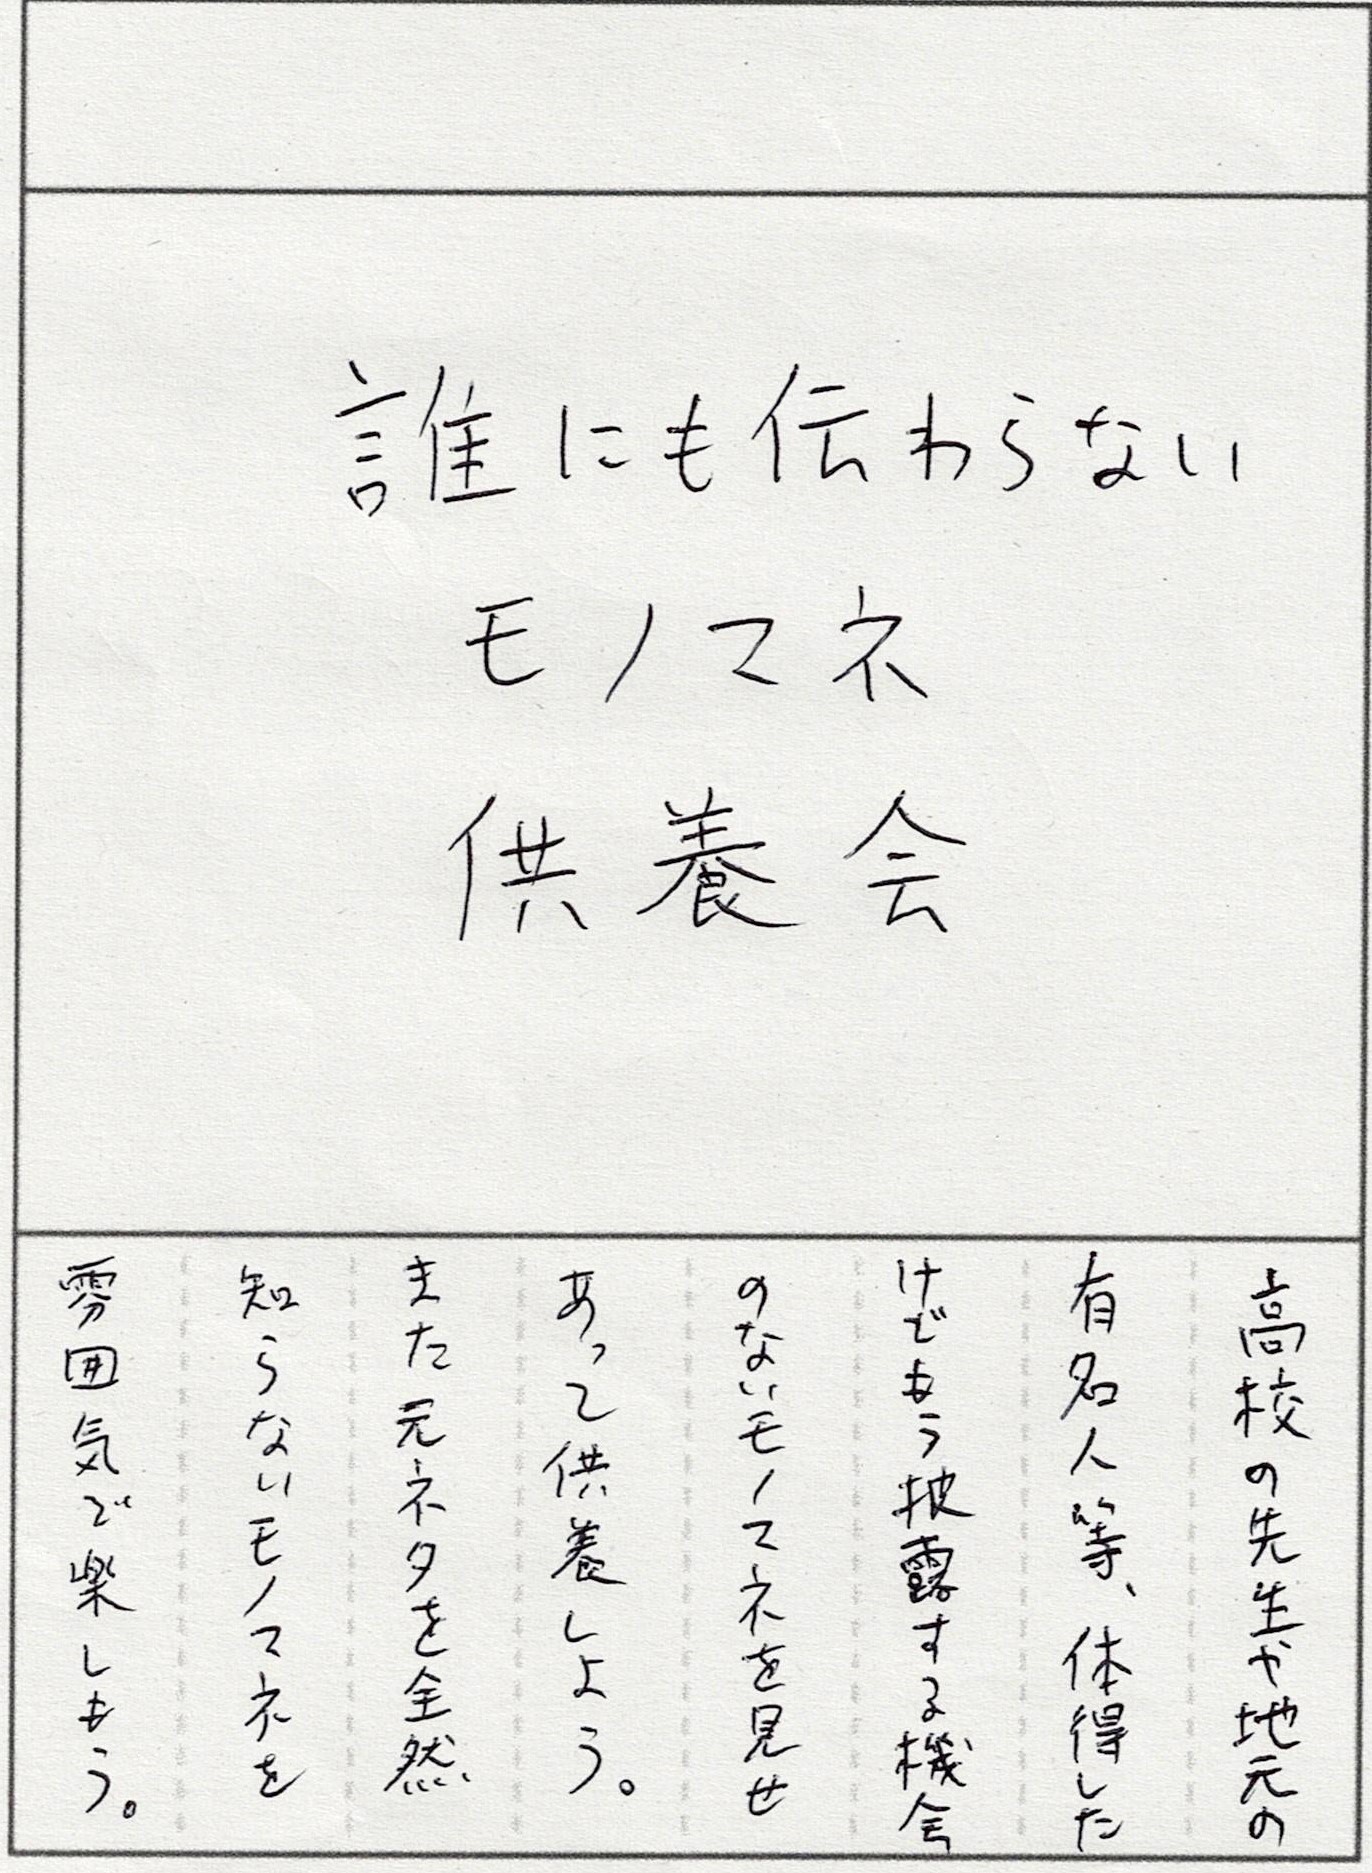 誰にも伝わらない
モノマネ
供養会
高校の先生や地元の
有名人等、体得した
けどもう披露する機会
のないモノマネを見せ
あって供養しよう。
また元ネタを全然
知らないモノマネを
雰囲気で楽しもう。